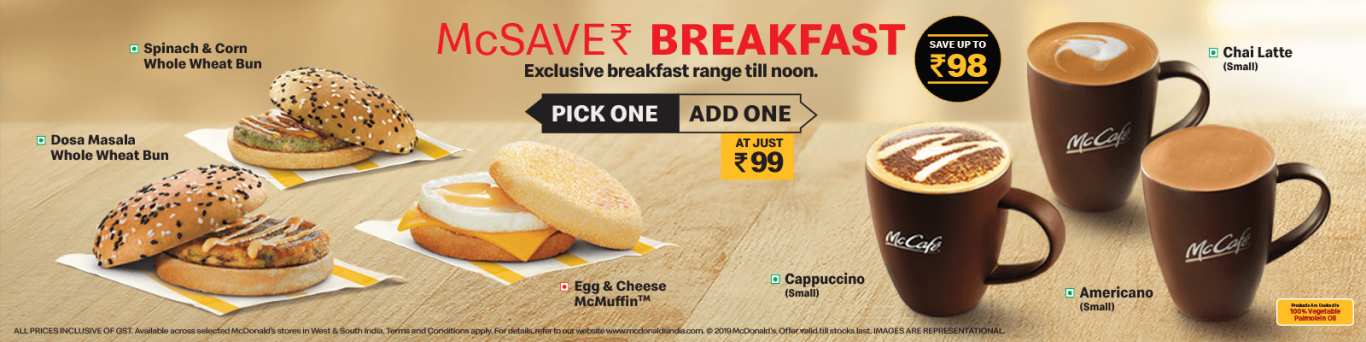 McSAVE₹ BREAKFAST
Exclusive breakfast range till noon.
PICK ONE ADD ONE
AT JUST
₹99
SAVE UP TO
₹98
Spinach & Corn
Whole Wheat Bun
Dosa Masala
Whole Wheat Bun
Egg & Cheese
McMuffin™
Chai Latte
(Small)
Cappuccino
(Small)
Americano
(Small)
McCafé
McCafé
McCafé
100% Vegetable
Palmolein Oil
ALL PRICES INCLUSIVE OF GST. Available across selected McDonald's stores in West & South India. Terms and Conditions apply. For details, refer to our website www.mcdonaldsindia.com. © 2019 McDonald's. Offer valid till stocks last. IMAGES ARE REPRESENTATIONAL.